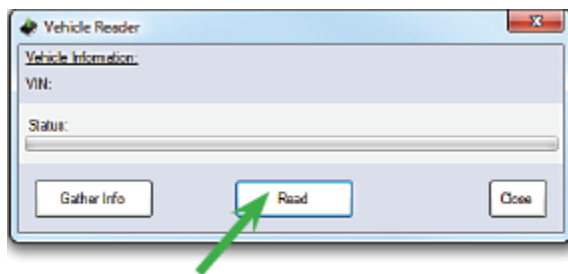 Vehicle Reader
Vehicle Information:
VIN:
Status:
Gather Info Read Close